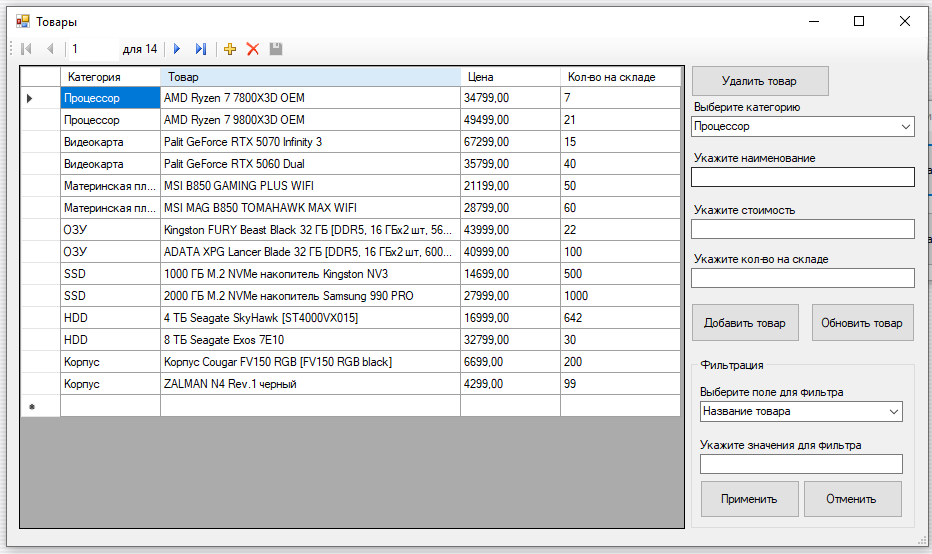 Товары
1 для 14
Категория Товар Цена Кол-во на складе
Процессор AMD Ryzen 7 7800X3D OEM 34799,00 7
Процессор AMD Ryzen 7 9800X3D OEM 49499,00 21
Видеокарта Palit GeForce RTX 5070 Infinity 3 67299,00 15
Видеокарта Palit GeForce RTX 5060 Dual 35799,00 40
Материнская пл... MSI B850 GAMING PLUS WIFI 21199,00 50
Материнская пл... MSI MAG B850 TOMAHAWK MAX WIFI 28799,00 60
ОЗУ Kingston FURY Beast Black 32 ГБ [DDR5, 16 ГБx2 шт, 56... 43999,00 22
ОЗУ ADATA XPG Lancer Blade 32 ГБ [DDR5, 16 ГБx2 шт, 600... 40999,00 100
SSD 1000 ГБ M.2 NVMe накопитель Kingston NV3 14699,00 500
SSD 2000 ГБ M.2 NVMe накопитель Samsung 990 PRO 27999,00 1000
HDD 4 ТБ Seagate SkyHawk [ST4000VX015] 16999,00 642
HDD 8 ТБ Seagate Exos 7E10 32799,00 30
Корпус Корпус Cougar FV150 RGB [FV150 RGB black] 6699,00 200
Корпус ZALMAN N4 Rev.1 черный 4299,00 99
Удалить товар
Выберите категорию
Процессор
Укажите наименование
Укажите стоимость
Укажите кол-во на складе
Добавить товар Обновить товар
Фильтрация
Выберите поле для фильтра
Название товара
Укажите значения для фильтра
Применить Отменить